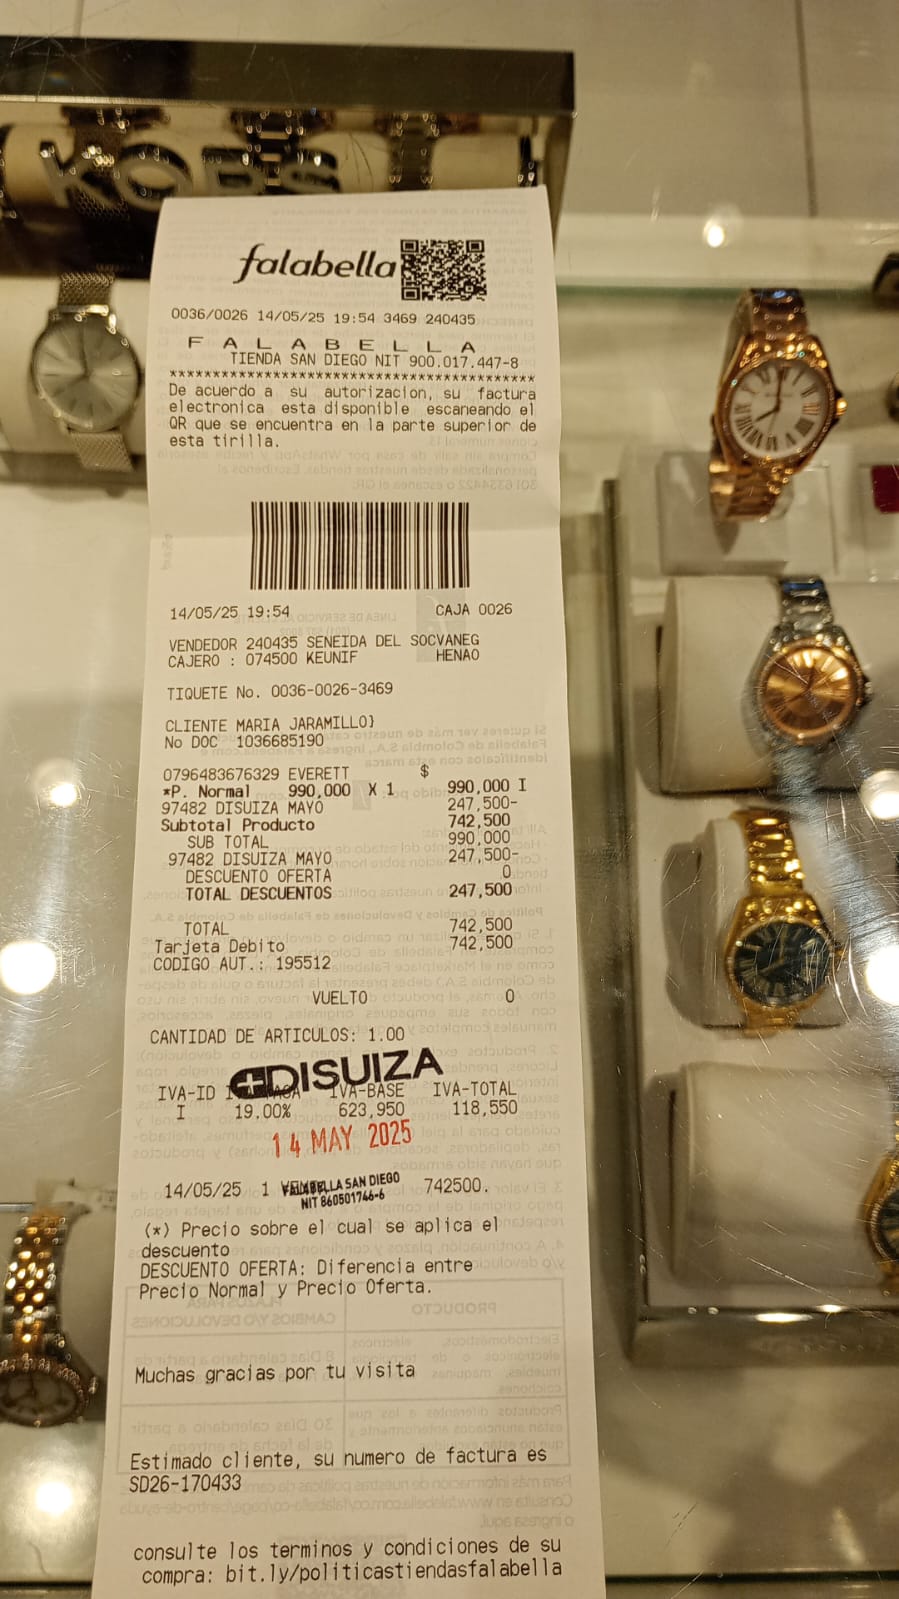 KORS
falabella
0036/0026 14/05/25 19:54 3469 240435
F A L A B E L L A
TIENDA SAN DIEGO NIT 900.017.447-8
****************************************
De acuerdo a su autorizacion, su factura
electronica esta disponible escaneando el
QR que se encuentra en la parte superior de
esta tirilla.
14/05/25 19:54 CAJA 0026
VENDEDOR 240435 SENEIDA DEL SOCVANEG
CAJERO : 074500 KEUNIF HENAO
TIQUETE No. 0036-0026-3469
CLIENTE MARIA JARAMILLO}
No DOC 1036685190
0796483676329 EVERETT $
*P. Normal 990,000 X 1 990,000 I
97482 DISUIZA MAYO 247,500-
Subtotal Producto 742,500
SUB TOTAL 990,000
97482 DISUIZA MAYO 247,500-
DESCUENTO OFERTA 0
TOTAL DESCUENTOS 247,500
TOTAL 742,500
Tarjeta Debito 742,500
CODIGO AUT.: 195512
VUELTO 0
CANTIDAD DE ARTICULOS: 1.00
DISUIZA
IVA-ID IVA-BASE IVA-TOTAL
I 19.00% 623,950 118,550
14 MAY 2025
14/05/25 1 FALABELLA SAN DIEGO 742500.
NIT 860501746-6
(*) Precio sobre el cual se aplica el
descuento
DESCUENTO OFERTA: Diferencia entre
Precio Normal y Precio Oferta.
Muchas gracias por tu visita
Estimado cliente, su numero de factura es
SD26-170433
consulte los terminos y condiciones de su
compra: bit.ly/politicastiendasfalabella